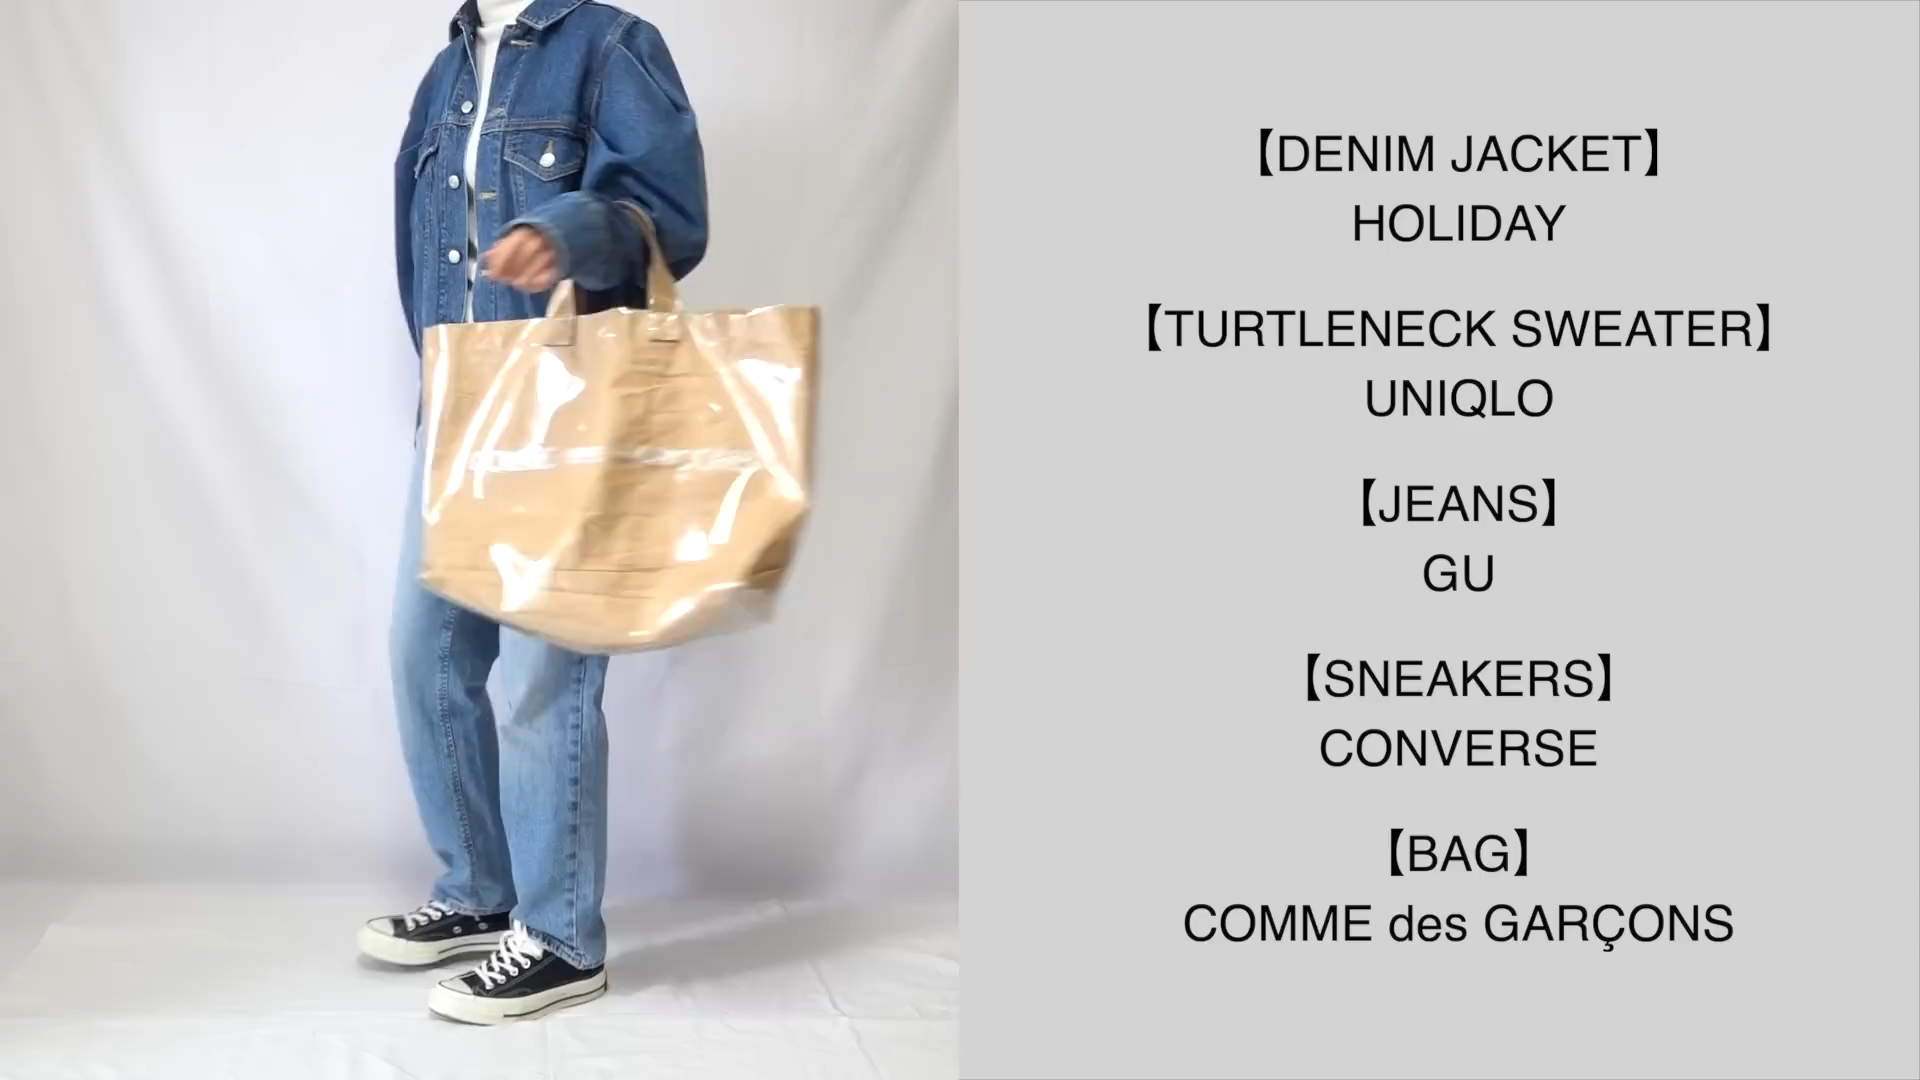 【DENIM JACKET】
HOLIDAY
【TURTLENECK SWEATER】
UNIQLO
【JEANS】
GU
【SNEAKERS】
CONVERSE
【BAG】
COMME des GARÇONS